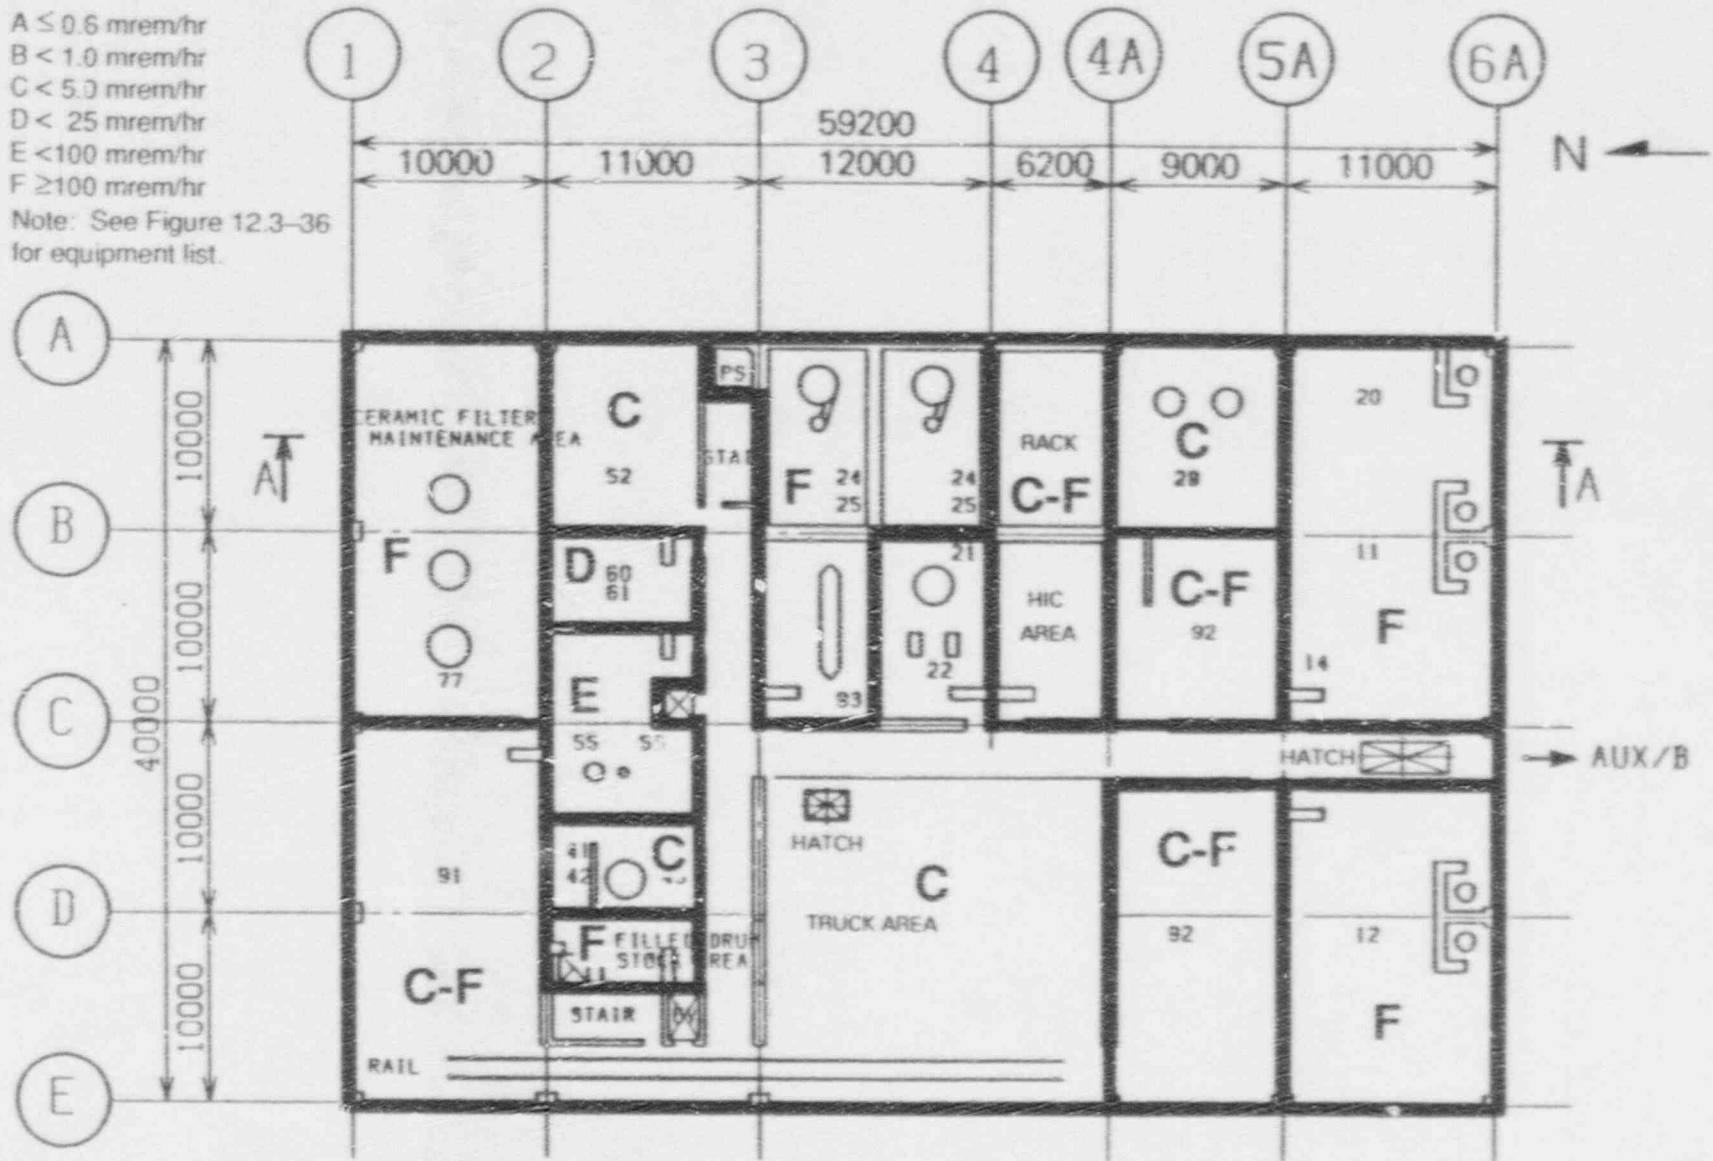 A ≤ 0.6 mrem/hr
B < 1.0 mrem/hr
C < 5.0 mrem/hr
D < 25 mrem/hr
E <100 mrem/hr
F ≥100 mrem/hr
Note: See Figure 12.3–36
for equipment list.
1 2 3 4 4A 5A 6A
59200
10000 11000 12000 6200 9000 11000
N
A
B
C
D
E
10000
10000
10000
10000
40000
A
A
CERAMIC FILTER
MAINTENANCE AREA
F
77
C
52
PS
D 60
61
E
55
F 24
25
24
25
93
21
22
RACK
C-F
HIC
AREA
C
28
C-F
92
20
11
F
14
HATCH
AUX/B
91
C-F
RAIL
41
42
C
F
FILLED DRUM
AREA
STAIR
HATCH
C
TRUCK AREA
C-F
92
12
F